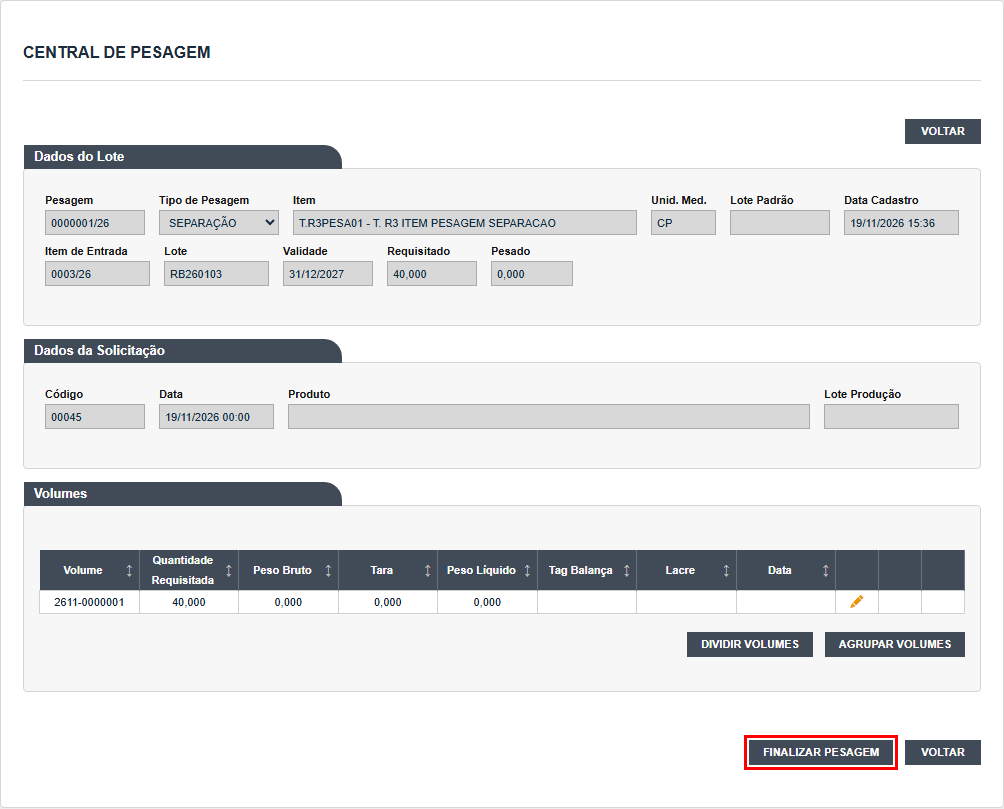 CENTRAL DE PESAGEM
VOLTAR
Dados do Lote
Pesagem Tipo de Pesagem Item Unid. Med. Lote Padrão Data Cadastro
0000001/26 SEPARAÇÃO T.R3PESA01 - T. R3 ITEM PESAGEM SEPARACAO CP 19/11/2026 15:36
Item de Entrada Lote Validade Requisitado Pesado
0003/26 RB260103 31/12/2027 40,000 0,000
Dados da Solicitação
Código Data Produto Lote Produção
00045 19/11/2026 00:00
Volumes
Volume Quantidade Requisitada Peso Bruto Tara Peso Líquido Tag Balança Lacre Data
2611-0000001 40,000 0,000 0,000 0,000
DIVIDIR VOLUMES AGRUPAR VOLUMES
FINALIZAR PESAGEM VOLTAR